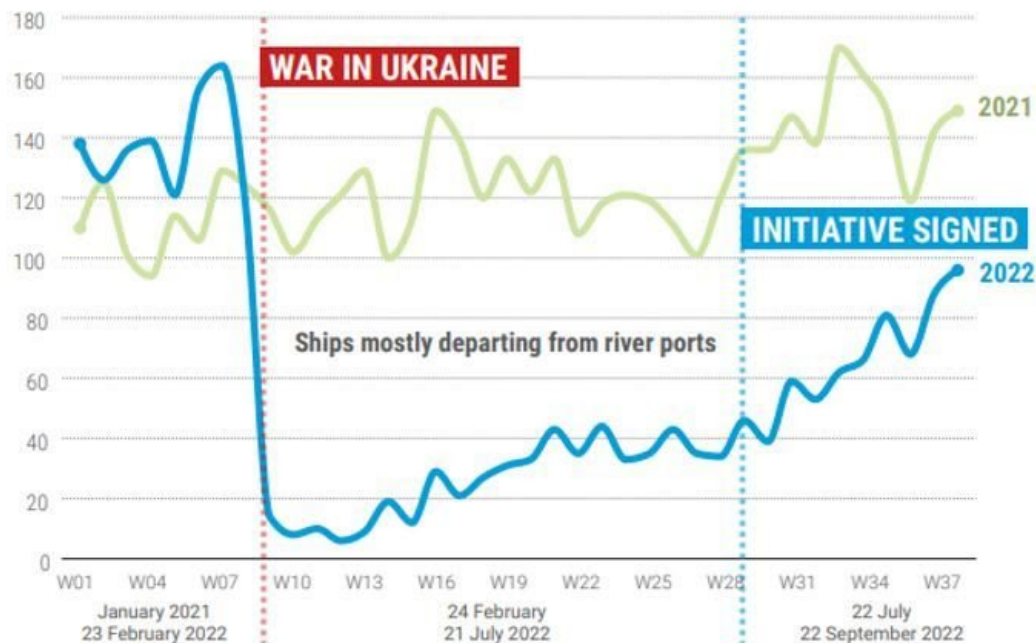 180
160
140
120
100
80
60
40
20
0
WAR IN UKRAINE
2021
INITIATIVE SIGNED
2022
Ships mostly departing from river ports
W01 W04 W07 W10 W13 W16 W19 W22 W25 W28 W31 W34 W37
January 2021
23 February 2022
24 February
21 July 2022
22 July
22 September 2022